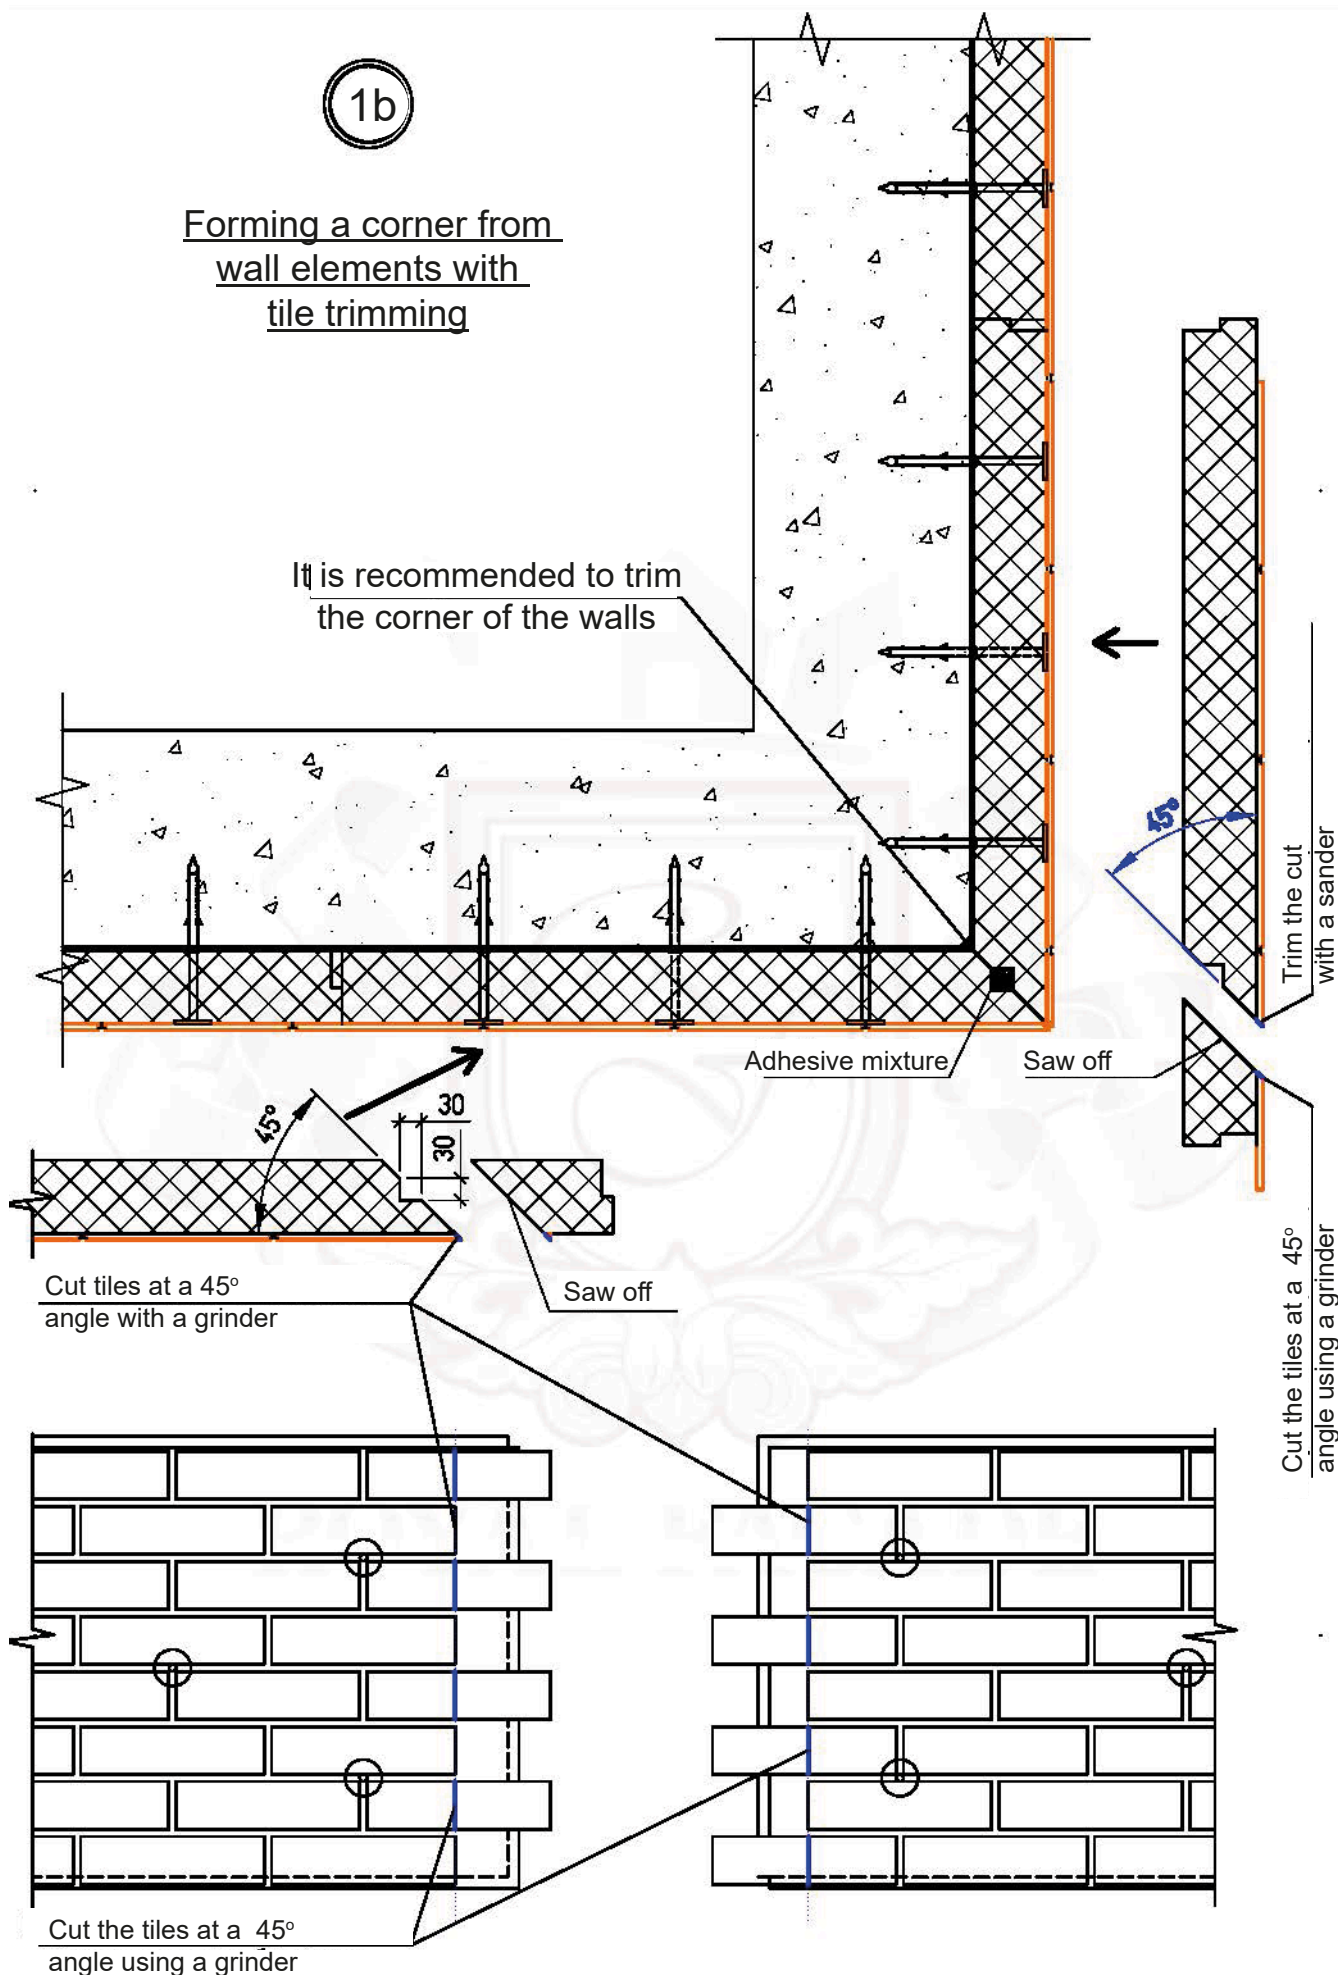 1b
Forming a corner from
wall elements with
tile trimming
It is recommended to trim
the corner of the walls
45°
Trim the cut
with a sander
Adhesive mixture
Saw off
45°
30
30
Cut tiles at a 45°
angle with a grinder
Saw off
Cut the tiles at a 45°
angle using a grinder
Cut the tiles at a 45°
angle using a grinder